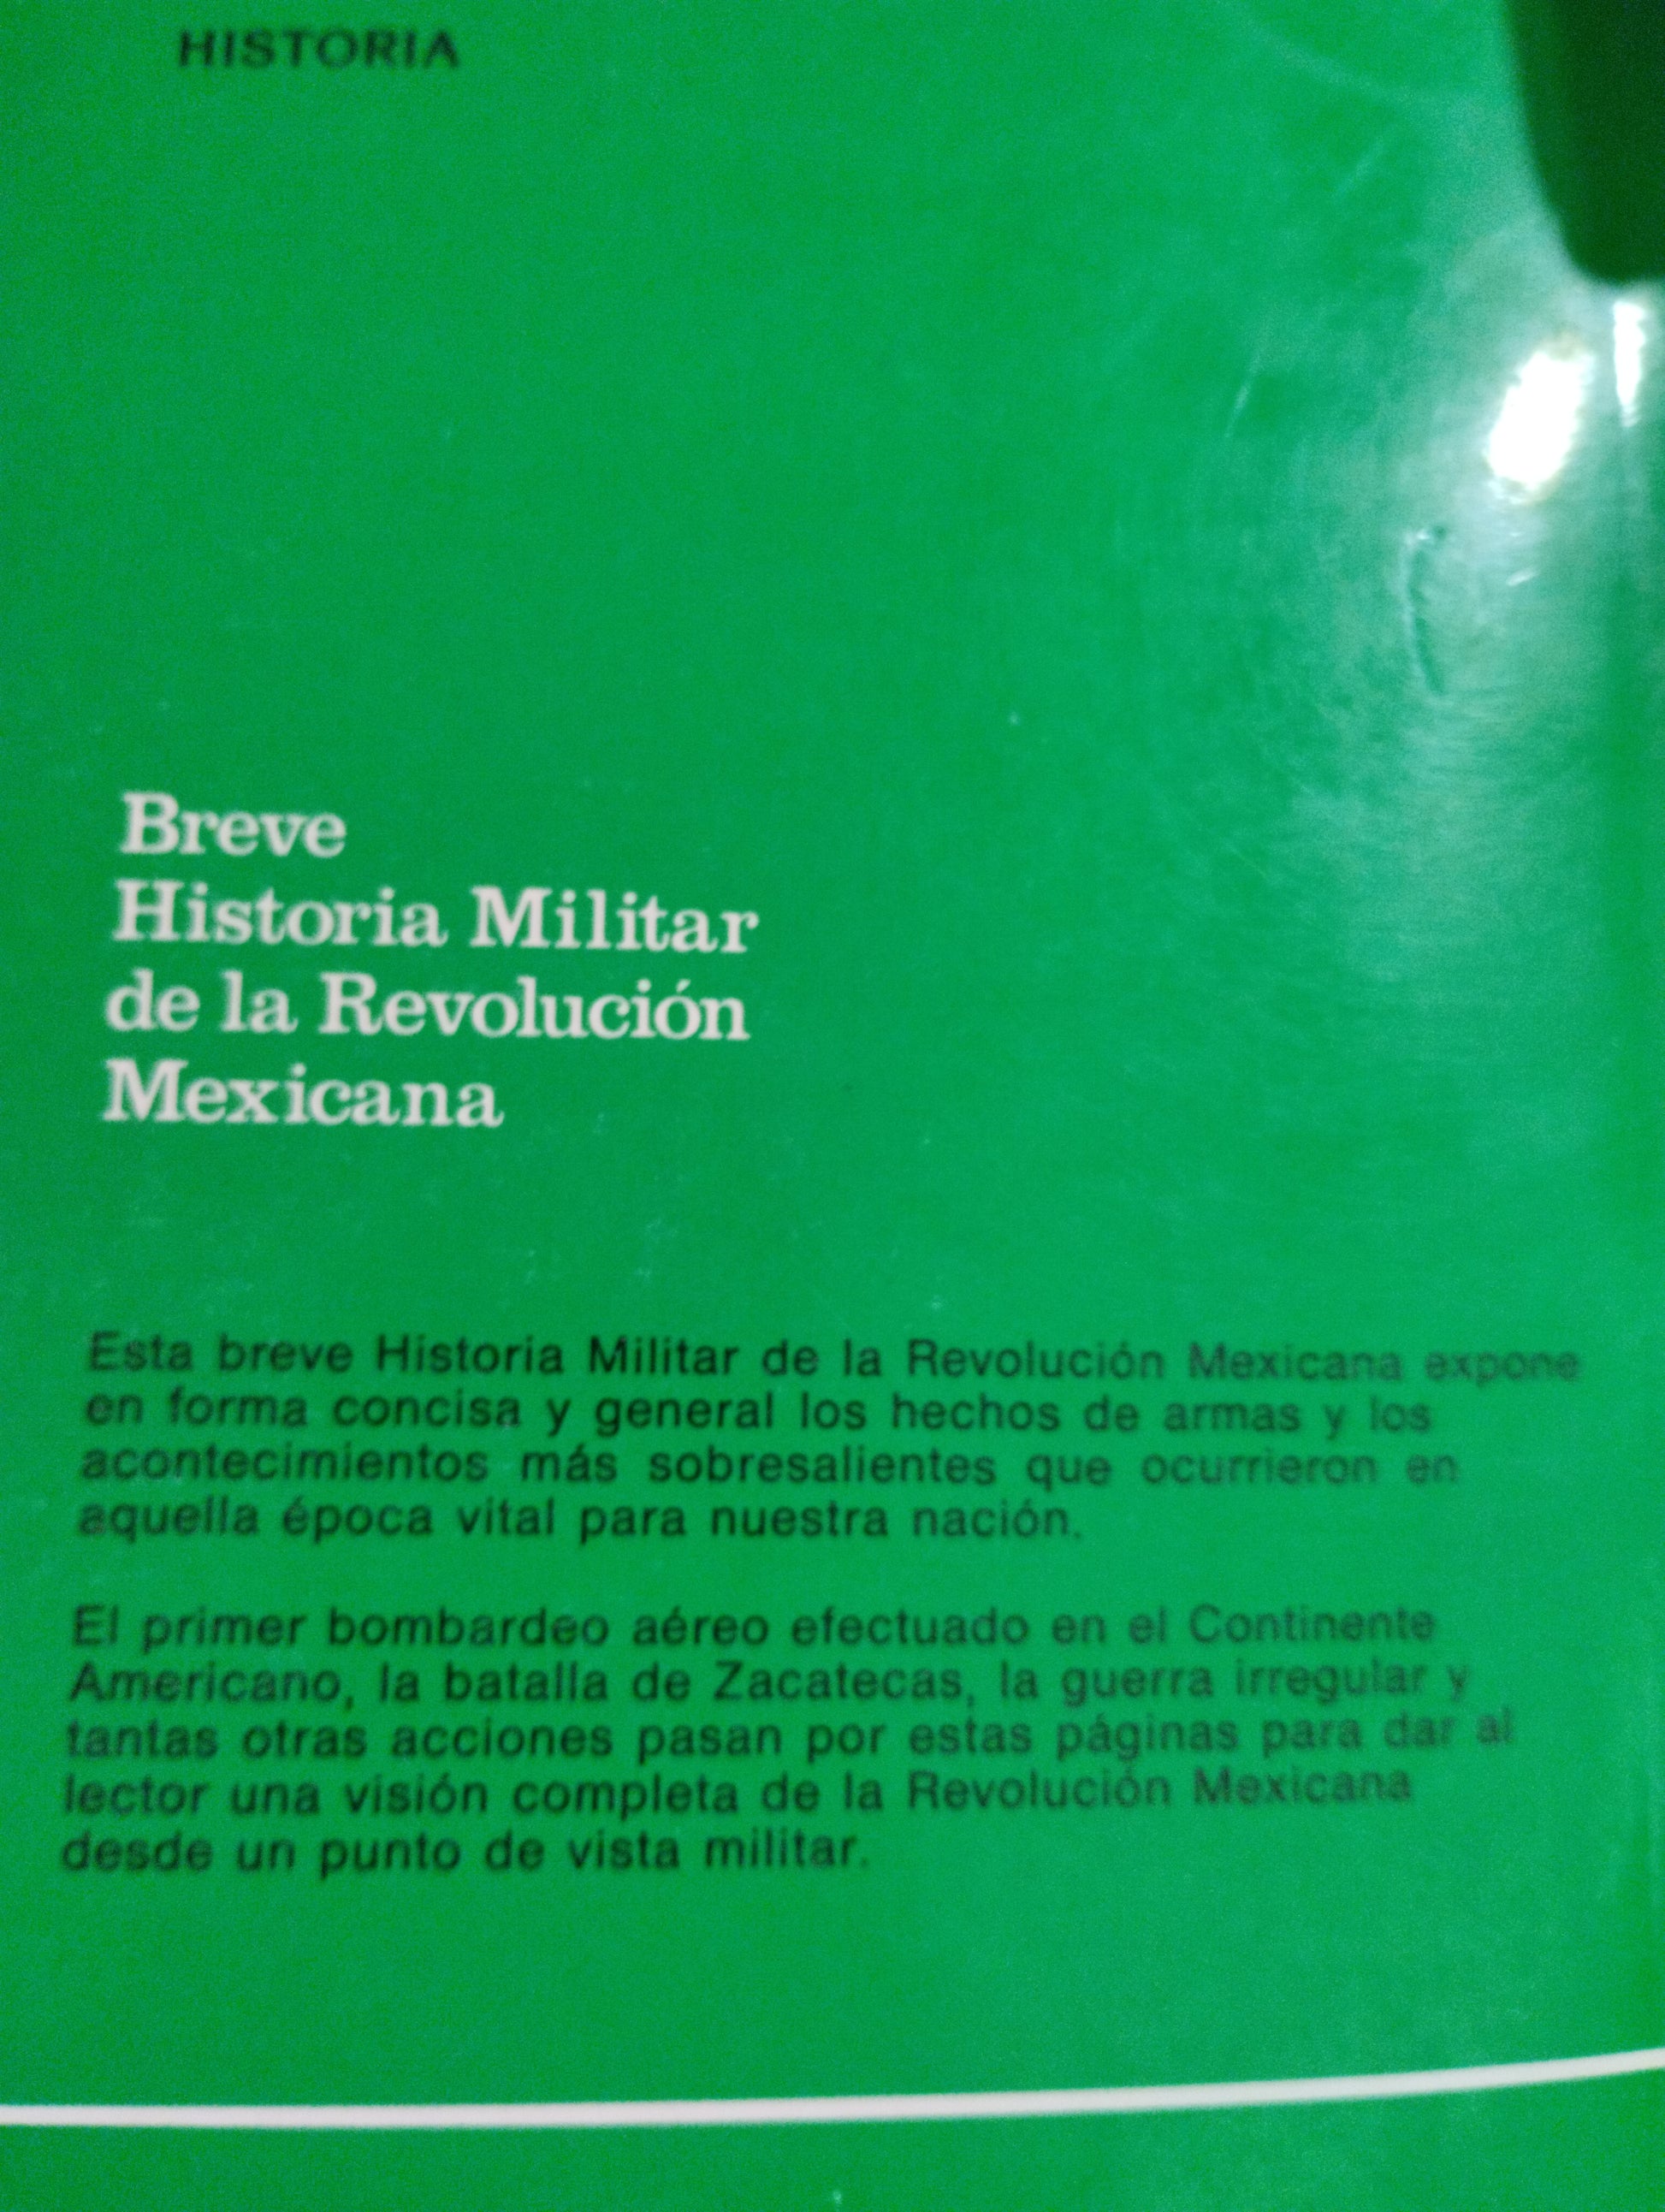 HISTORIA
Breve
Historia Militar
de la Revolución
Mexicana
Esta breve Historia Militar de la Revolución Mexicana expone
en forma concisa y general los hechos de armas y los
acontecimientos más sobresalientes que ocurrieron en
aquella época vital para nuestra nación.
El primer bombardeo aéreo efectuado en el Continente
Americano, la batalla de Zacatecas, la guerra irregular y
tantas otras acciones pasan por estas páginas para dar al
lector una visión completa de la Revolución Mexicana
desde un punto de vista militar.